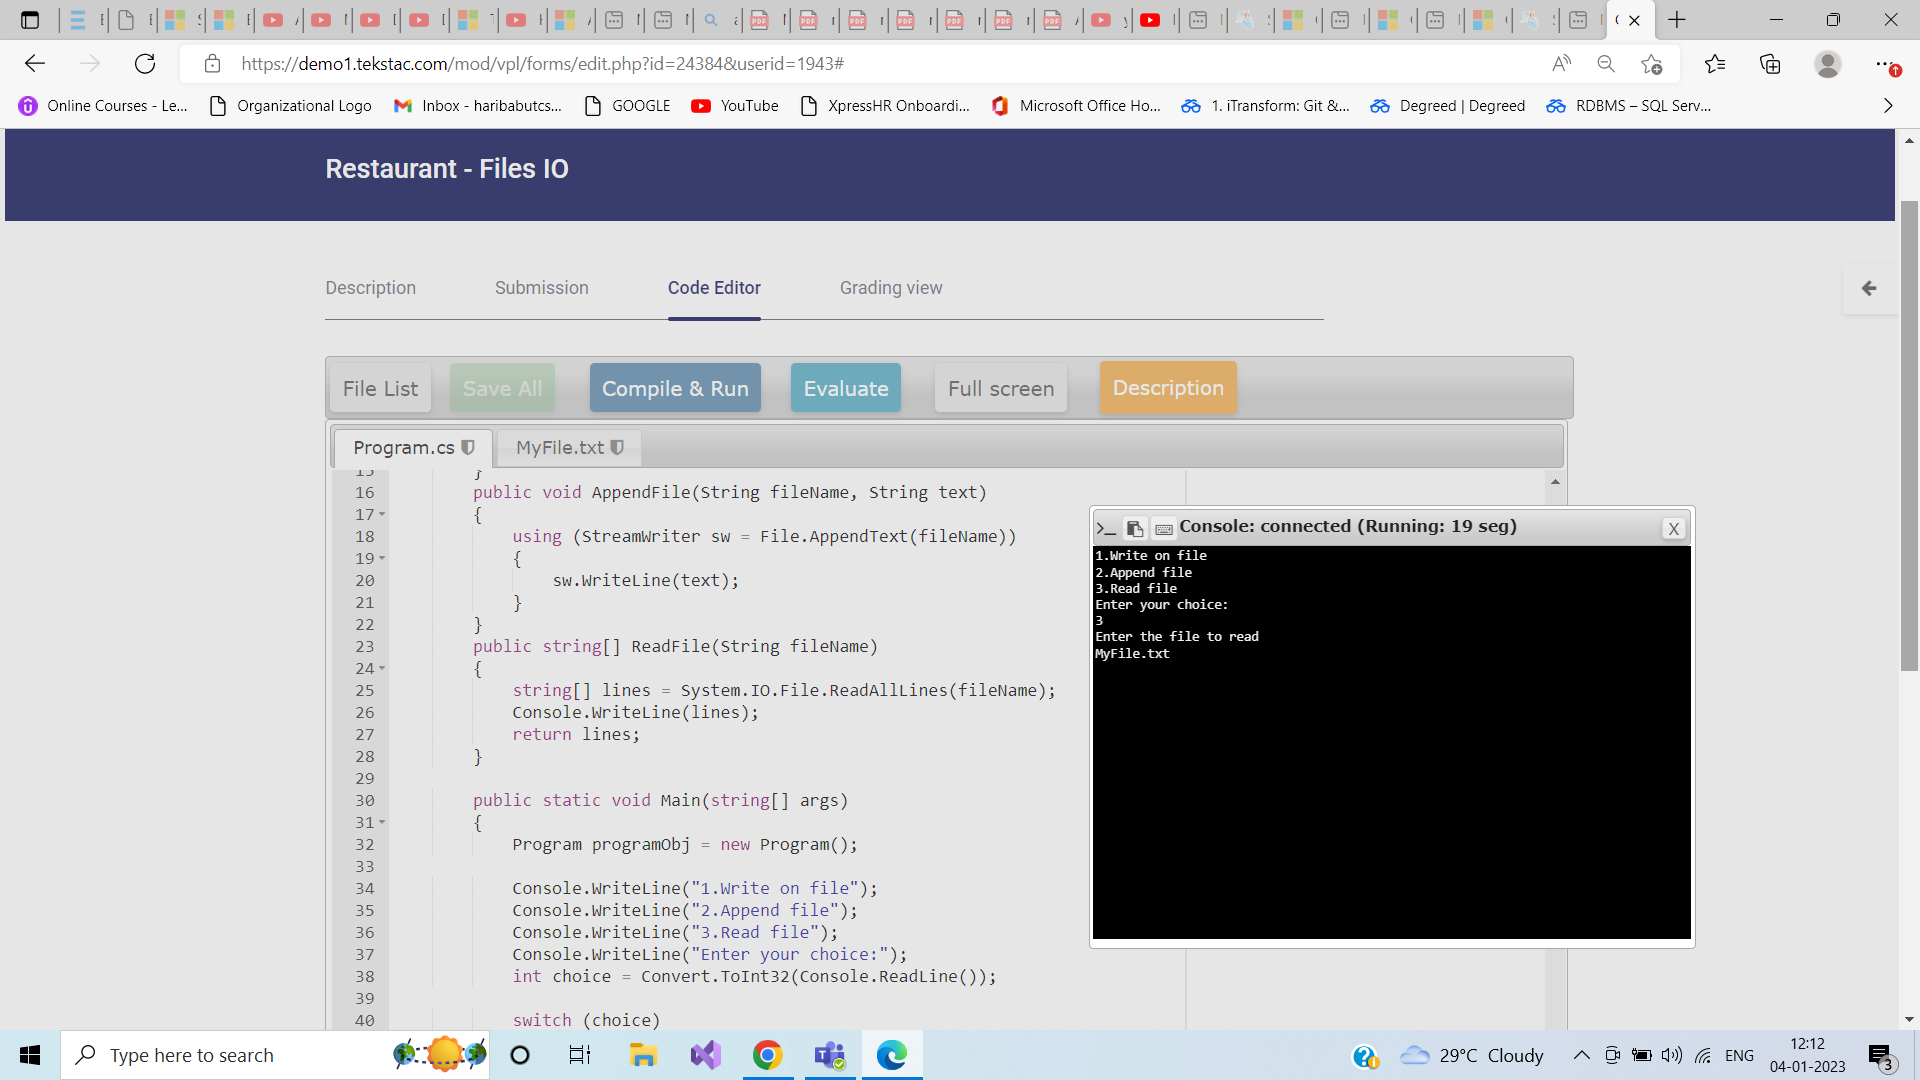 https://demo1.tekstac.com/mod/vpl/forms/edit.php?id=24384&userid=1943#
Online Courses - Le...
Organizational Logo
Inbox - haribabutcs...
GOOGLE
YouTube
XpressHR Onboardi...
Microsoft Office Ho...
1. iTransform: Git &...
Degreed | Degreed
RDBMS – SQL Serv...
Restaurant - Files IO
Description
Submission
Code Editor
Grading view
File List
Save All
Compile & Run
Evaluate
Full screen
Description
Program.cs
MyFile.txt
15 }
16 public void AppendFile(String fileName, String text)
17 {
18 using (StreamWriter sw = File.AppendText(fileName))
19 {
20 sw.WriteLine(text);
21 }
22 }
23 public string[] ReadFile(String fileName)
24 {
25 string[] lines = System.IO.File.ReadAllLines(fileName);
26 Console.WriteLine(lines);
27 return lines;
28 }
29
30 public static void Main(string[] args)
31 {
32 Program programObj = new Program();
33
34 Console.WriteLine("1.Write on file");
35 Console.WriteLine("2.Append file");
36 Console.WriteLine("3.Read file");
37 Console.WriteLine("Enter your choice:");
38 int choice = Convert.ToInt32(Console.ReadLine());
39
40 switch (choice)
Console: connected (Running: 19 seg)
X
1.Write on file
2.Append file
3.Read file
Enter your choice:
3
Enter the file to read
MyFile.txt
Type here to search
29°C Cloudy
ENG
12:12
04-01-2023
3